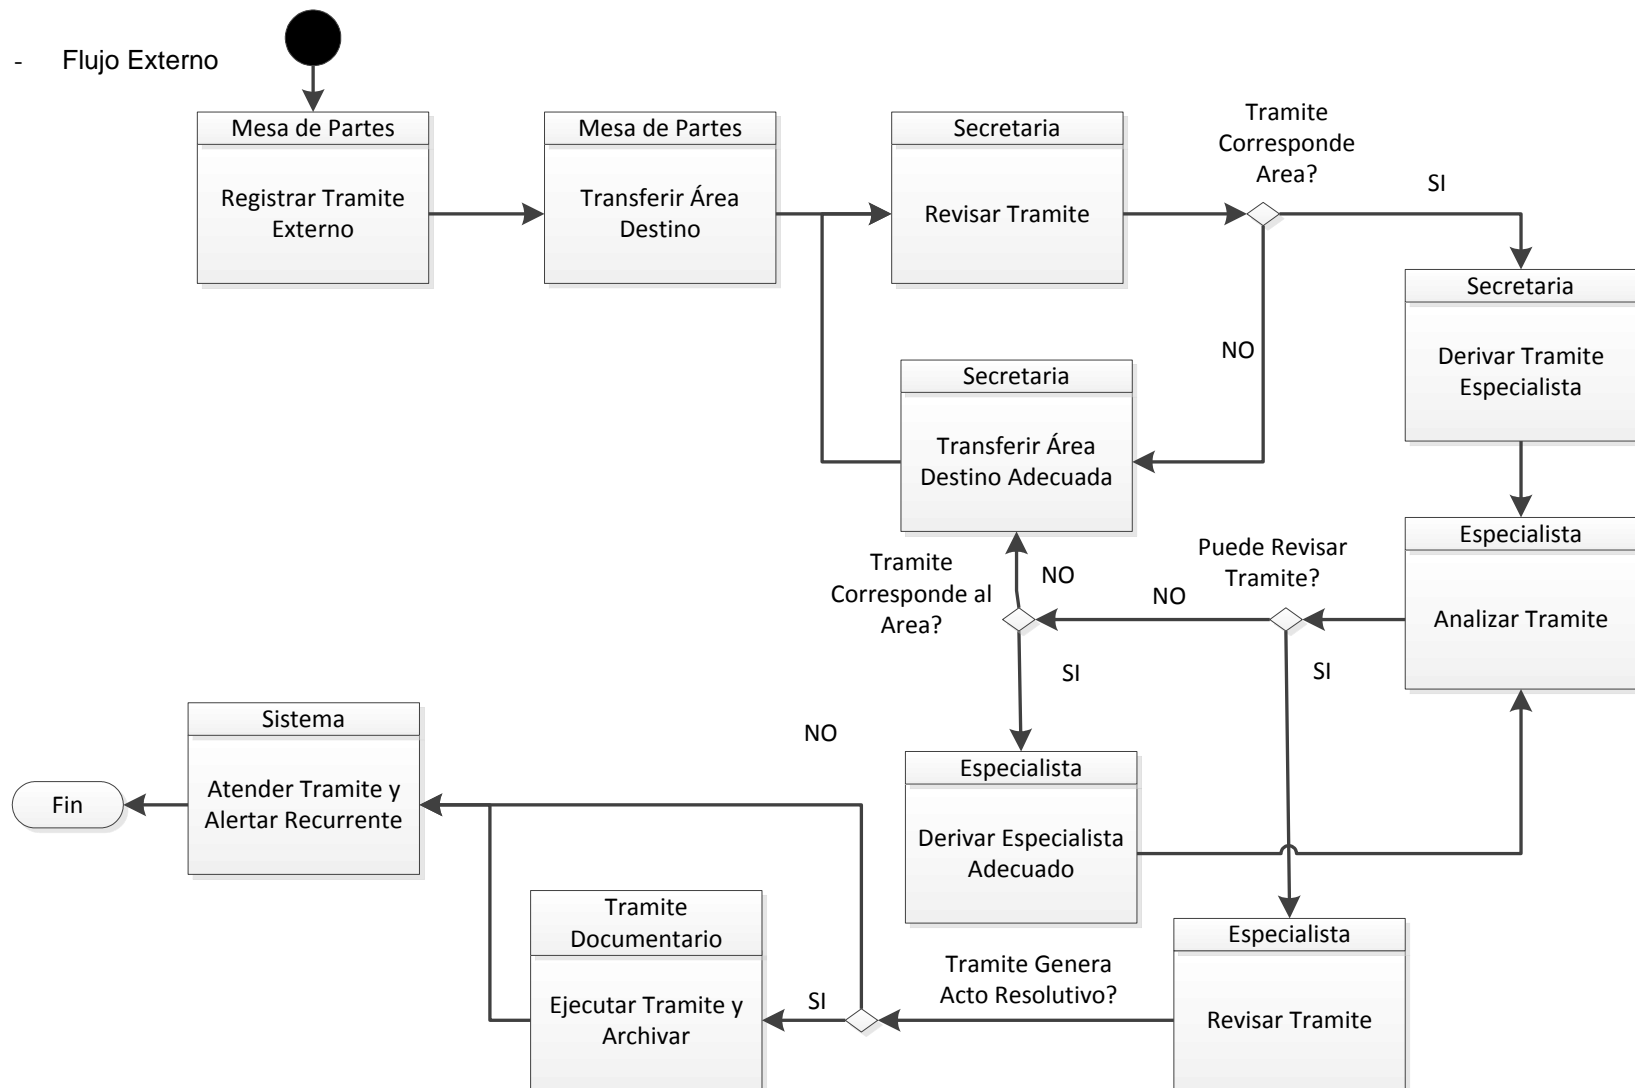 - Flujo Externo
Mesa de Partes
Registrar Tramite
Externo
Mesa de Partes
Transferir Área
Destino
Secretaria
Revisar Tramite
Tramite
Corresponde
Area?
SI
NO
Secretaria
Derivar Tramite
Especialista
Secretaria
Transferir Área
Destino Adecuada
Especialista
Analizar Tramite
Puede Revisar
Tramite?
NO
SI
Tramite
Corresponde al
Area?
NO
SI
Especialista
Derivar Especialista
Adecuado
Especialista
Revisar Tramite
Tramite Genera
Acto Resolutivo?
SI
NO
Tramite
Documentario
Ejecutar Tramite y
Archivar
Sistema
Atender Tramite y
Alertar Recurrente
Fin